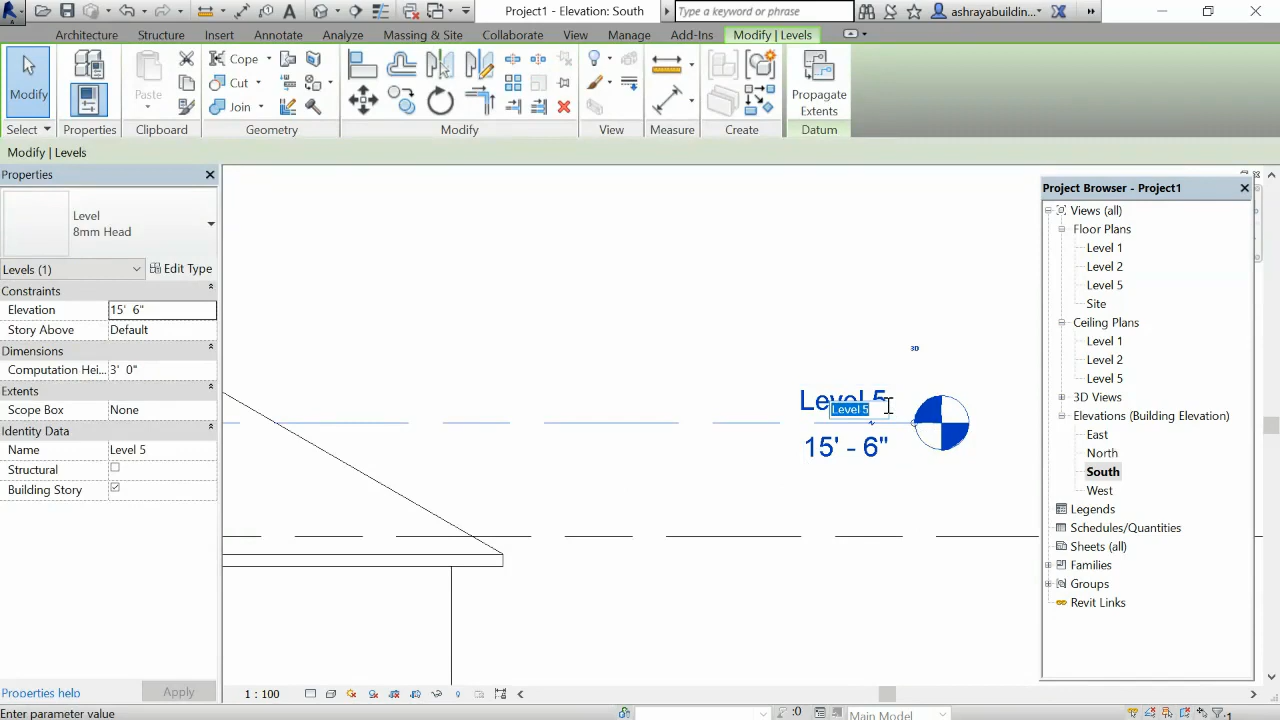 Project1 - Elevation: South
Type a keyword or phrase
ashrayabuildin...
Architecture
Structure
Insert
Annotate
Analyze
Massing & Site
Collaborate
View
Manage
Add-Ins
Modify | Levels
Modify
Paste
Cope
Cut
Join
Propagate
Extents
Select
Properties
Clipboard
Geometry
Modify
View
Measure
Create
Datum
Modify | Levels
Properties
Level
8mm Head
Levels (1)
Edit Type
Constraints
Elevation 15' 6"
Story Above Default
Dimensions
Computation Hei... 3' 0"
Extents
Scope Box None
Identity Data
Name Level 5
Structural
Building Story
Properties help
Apply
3D
Level 5
Level 5
15' - 6"
Project Browser - Project1
Views (all)
Floor Plans
Level 1
Level 2
Level 5
Site
Ceiling Plans
Level 1
Level 2
Level 5
3D Views
Elevations (Building Elevation)
East
North
South
West
Legends
Schedules/Quantities
Sheets (all)
Families
Groups
Revit Links
1 : 100
Enter parameter value
:0
Main Model
:1